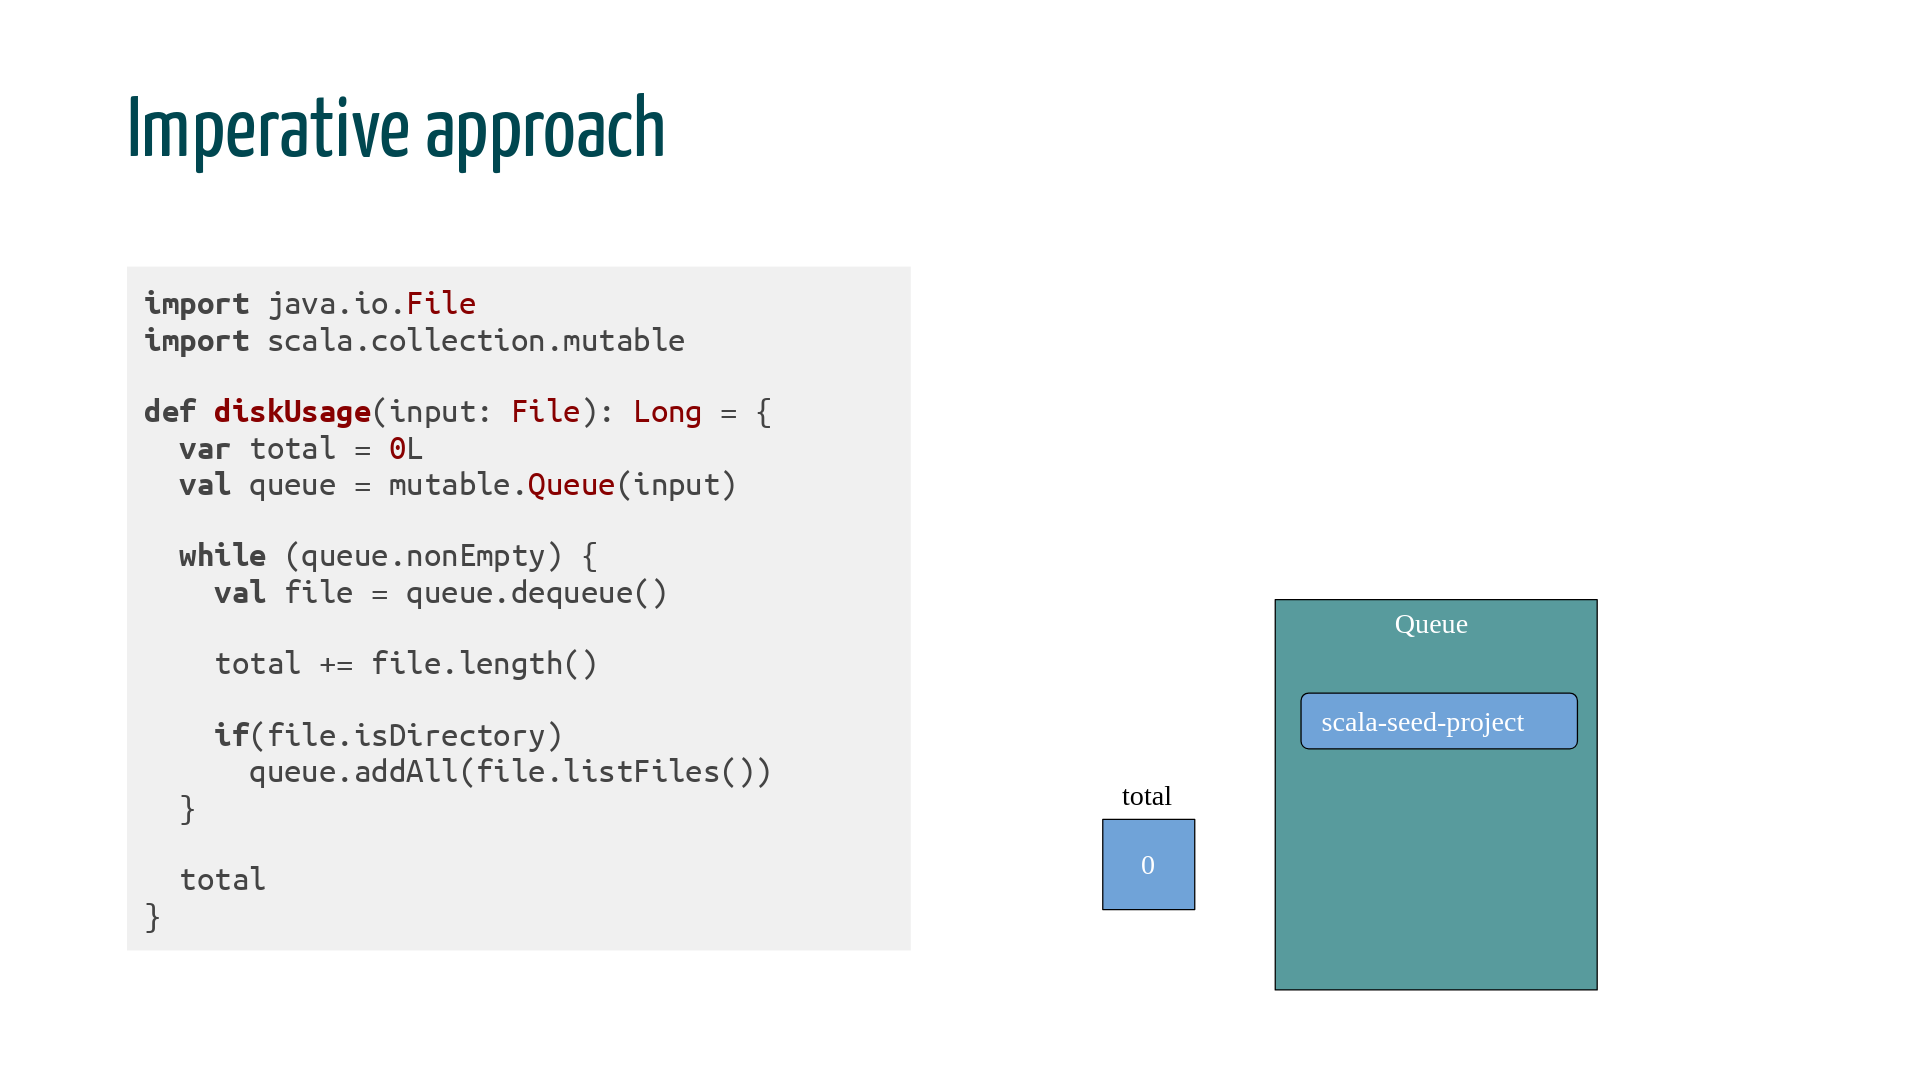 Imperative approach
import java.io.File
import scala.collection.mutable
def diskUsage(input: File): Long = {
  var total = 0L
  val queue = mutable.Queue(input)
  while (queue.nonEmpty) {
    val file = queue.dequeue()
    total += file.length()
    if(file.isDirectory)
      queue.addAll(file.listFiles())
  }
  total
}
Queue
scala-seed-project
total
0